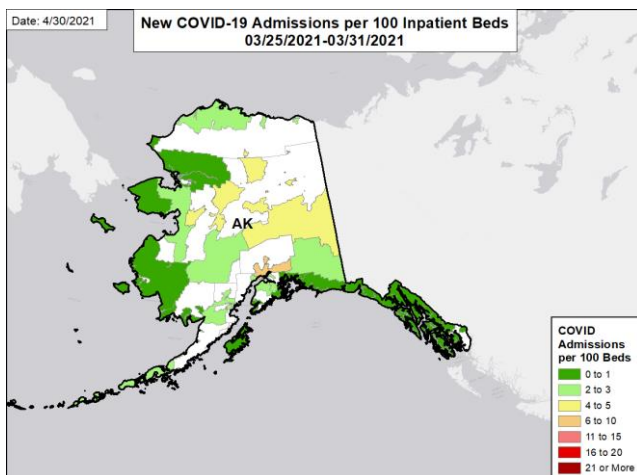 Date: 4/30/2021
New COVID-19 Admissions per 100 Inpatient Beds
03/25/2021-03/31/2021
AK
COVID
Admissions
per 100 Beds
0 to 1
2 to 3
4 to 5
6 to 10
11 to 15
16 to 20
21 or More